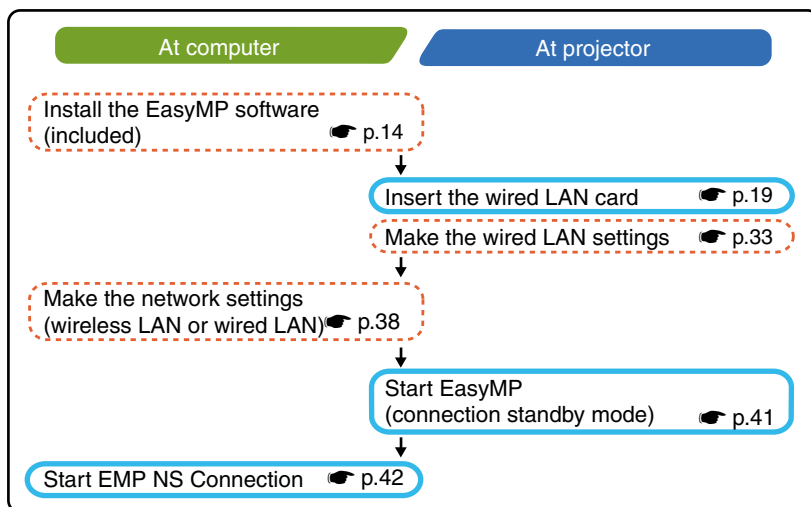 At computer
At projector
Install the EasyMP software
(included) p.14
Insert the wired LAN card p.19
Make the wired LAN settings p.33
Make the network settings
(wireless LAN or wired LAN) p.38
Start EasyMP
(connection standby mode) p.41
Start EMP NS Connection p.42